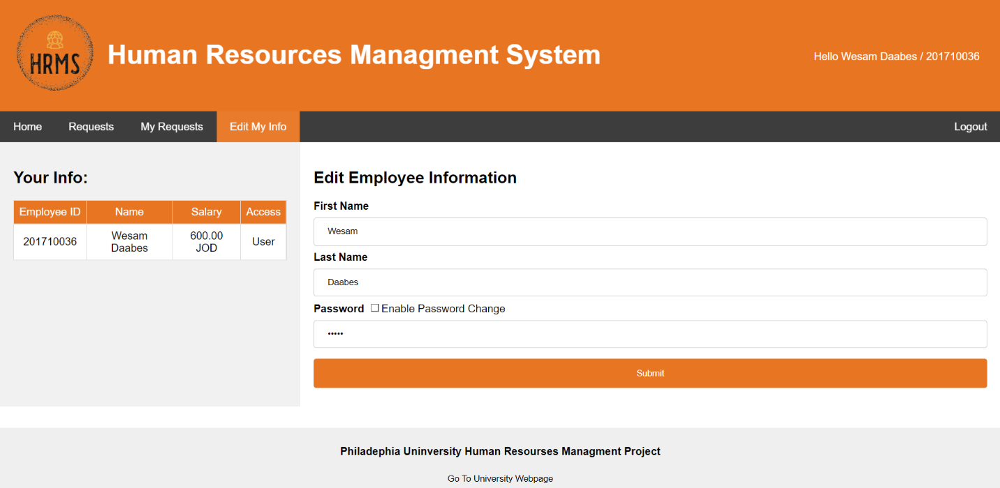 HRMS
Human Resources Managment System
Hello Wesam Daabes / 201710036
Home Requests My Requests Edit My Info Logout
Your Info:
Employee ID Name Salary Access
201710036 Wesam Daabes 600.00 JOD User
Edit Employee Information
First Name
Wesam
Last Name
Daabes
Password Enable Password Change
•••••
Submit
Philadephia Uninversity Human Resourses Managment Project
Go To University Webpage